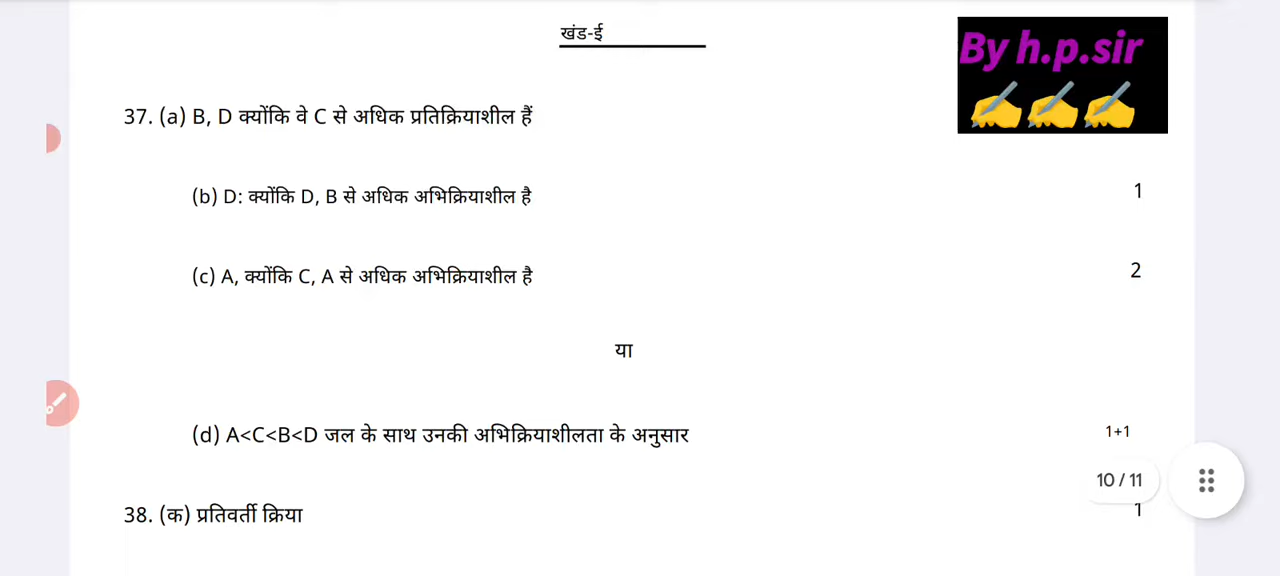 खंड-ई
By h.p.sir
37. (a) B, D क्योंकि वे C से अधिक प्रतिक्रियाशील हैं
(b) D: क्योंकि D, B से अधिक अभिक्रियाशील है
1
(c) A, क्योंकि C, A से अधिक अभिक्रियाशील है
2
या
(d) A<C<B<D जल के साथ उनकी अभिक्रियाशीलता के अनुसार
1+1
10 / 11
38. (क) प्रतिवर्ती क्रिया
1